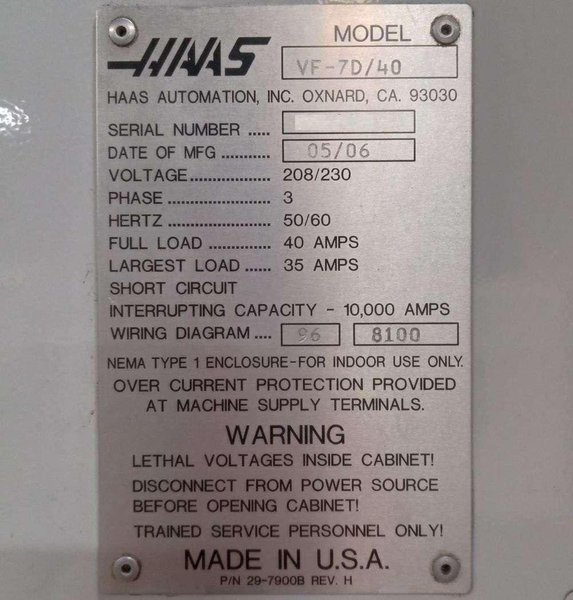 HAAS
MODEL
VF-7D/40
HAAS AUTOMATION, INC. OXNARD, CA. 93030
SERIAL NUMBER .....
DATE OF MFG ..... 05/06
VOLTAGE................ 208/230
PHASE................... 3
HERTZ................... 50/60
FULL LOAD ............ 40 AMPS
LARGEST LOAD ...... 35 AMPS
SHORT CIRCUIT
INTERRUPTING CAPACITY - 10,000 AMPS
WIRING DIAGRAM .... 96 8100
NEMA TYPE 1 ENCLOSURE-FOR INDOOR USE ONLY.
OVER CURRENT PROTECTION PROVIDED
AT MACHINE SUPPLY TERMINALS.
WARNING
LETHAL VOLTAGES INSIDE CABINET!
DISCONNECT FROM POWER SOURCE
BEFORE OPENING CABINET!
TRAINED SERVICE PERSONNEL ONLY!
MADE IN U.S.A.
P/N 29-7900B REV. H